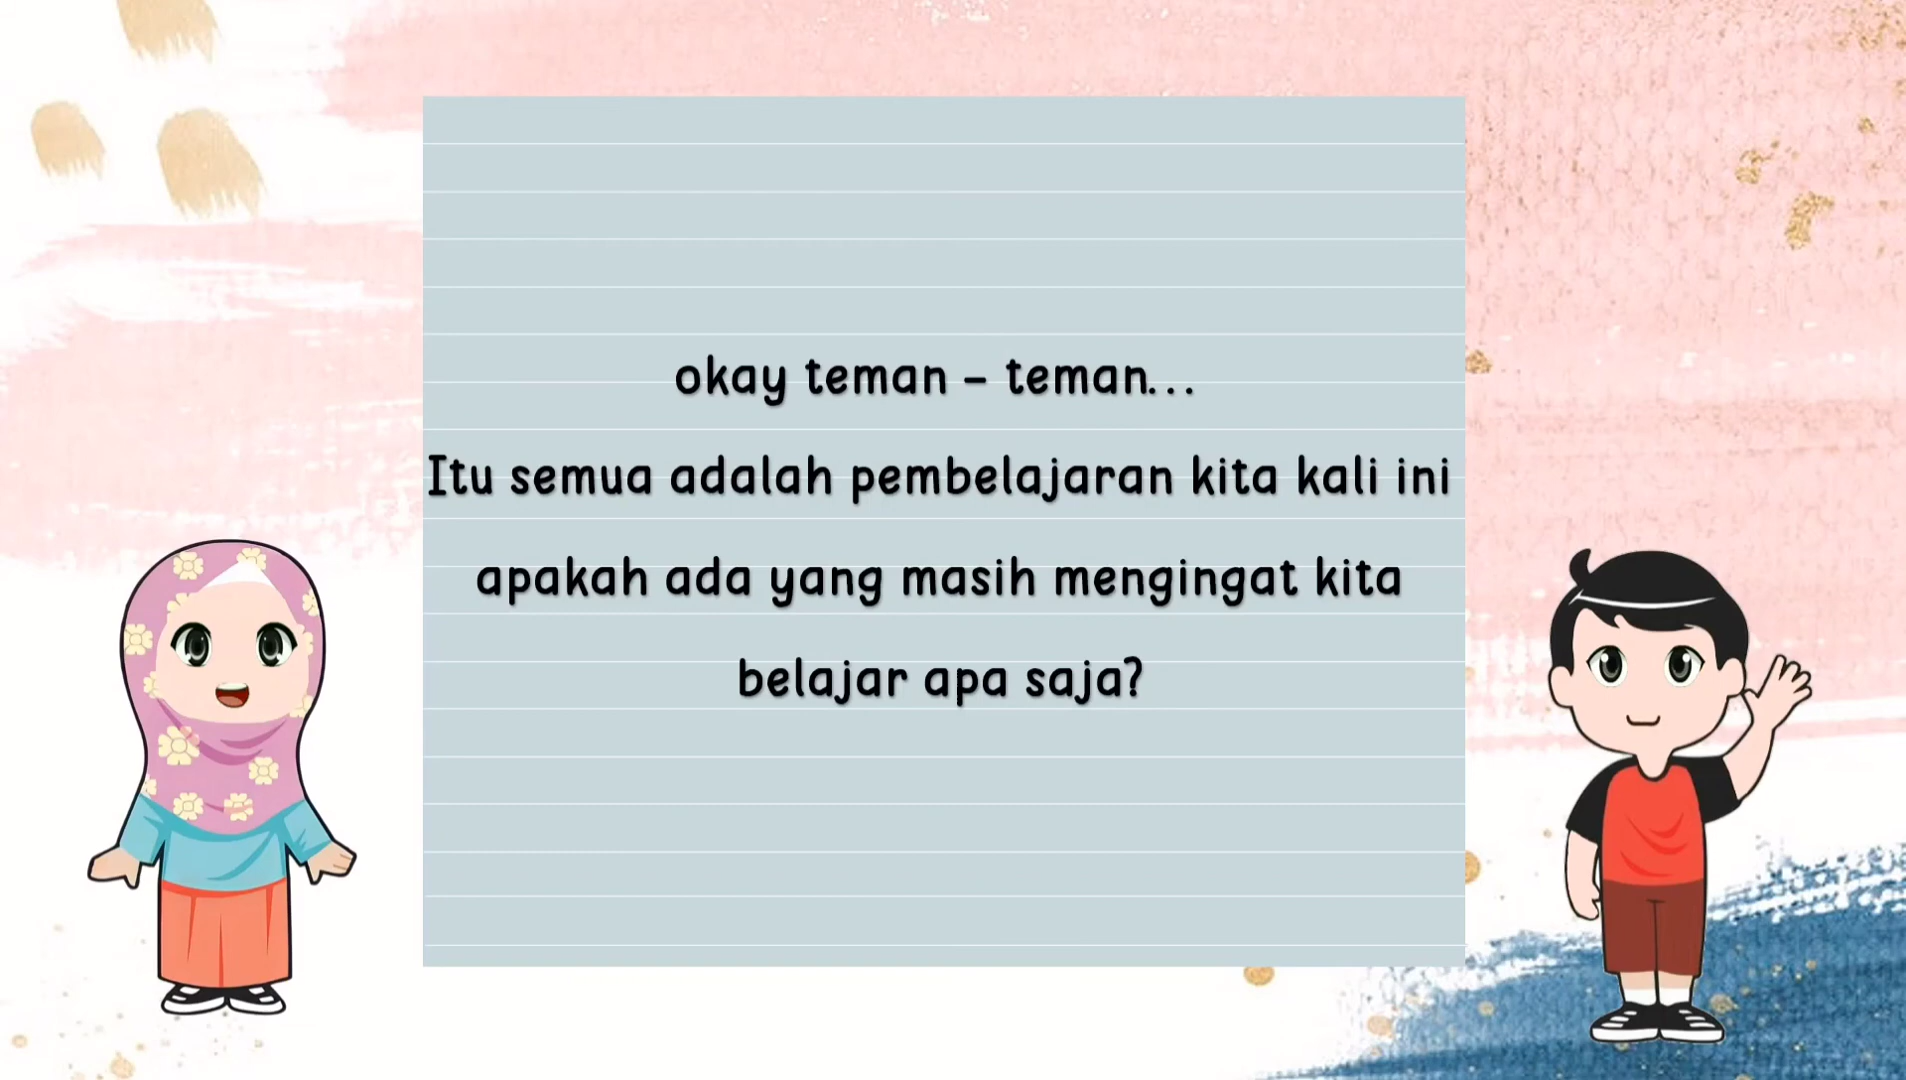 okay teman - teman...
Itu semua adalah pembelajaran kita kali ini
apakah ada yang masih mengingat kita
belajar apa saja?